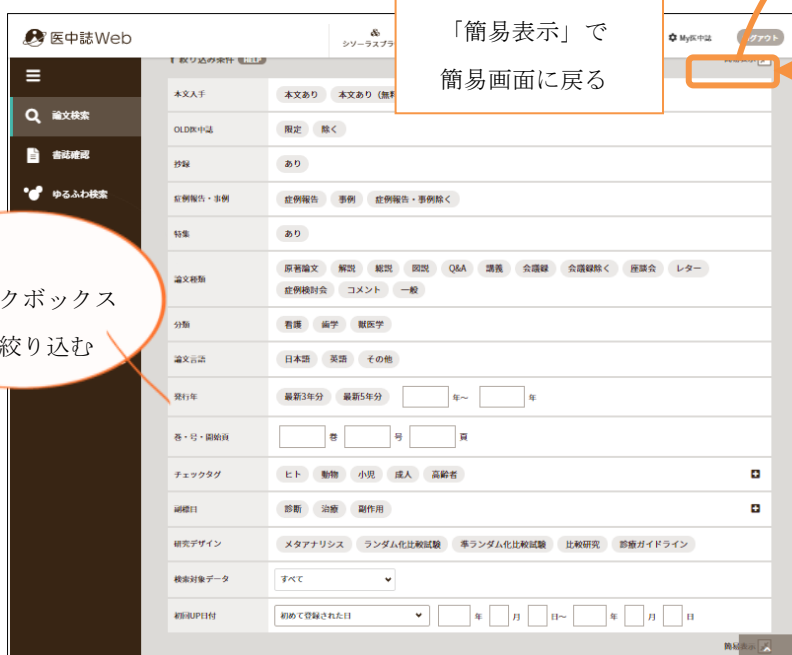 医中誌Web
シソーラスブラ
「簡易表示」で
簡易画面に戻る
My医中誌
グアウト
絞り込み条件 HELP
論文検索
書誌確認
ゆるふわ検索
クボックス
絞り込む
本文入手 本文あり 本文あり（無料
OLD医中誌 限定 除く
抄録 あり
症例報告・事例 症例報告 事例 症例報告・事例除く
特集 あり
論文種類 原著論文 解説 総説 図説 Q&A 講義 会議録 会議録除く 座談会 レター
症例検討会 コメント 一般
分類 看護 歯学 獣医学
論文言語 日本語 英語 その他
発行年 最新3年分 最新5年分 年～ 年
巻・号・開始頁 巻 号 頁
チェックタグ ヒト 動物 小児 成人 高齢者
副標目 診断 治療 副作用
研究デザイン メタアナリシス ランダム化比較試験 準ランダム化比較試験 比較研究 診療ガイドライン
検索対象データ すべて
初回UP日付 初めて登録された日 年 月 日～ 年 月 日
簡易表示